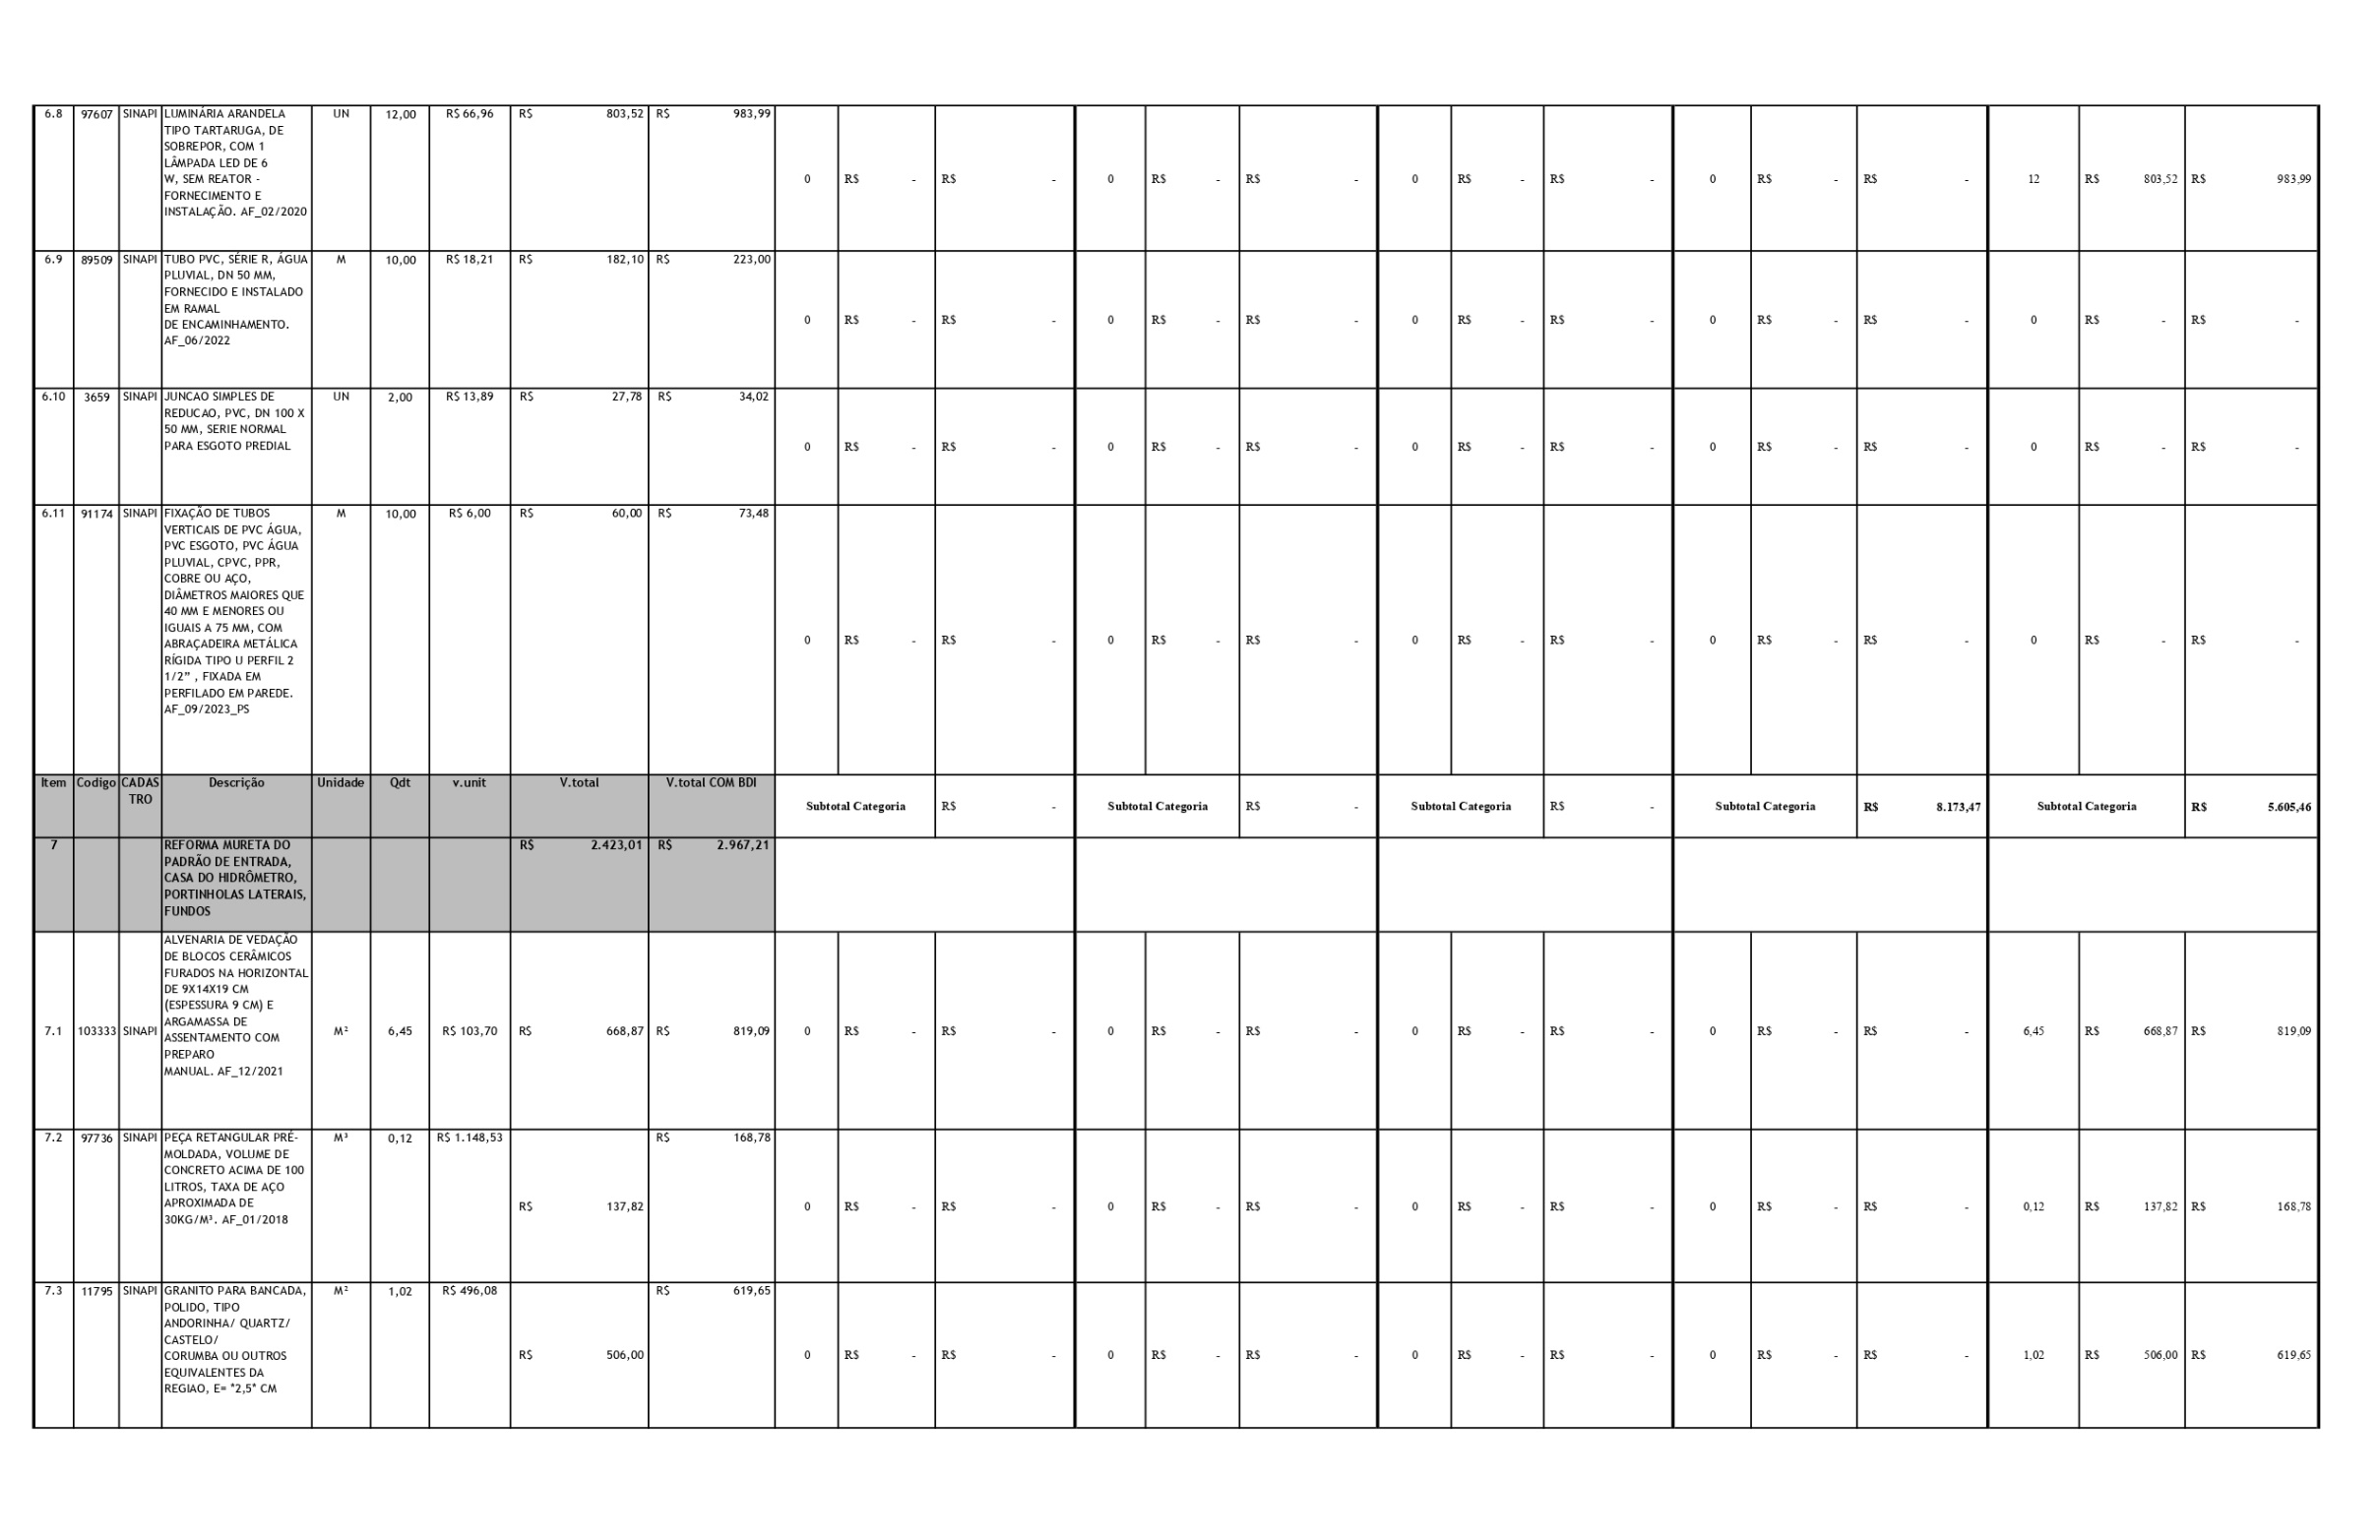 6.8 97607 SINAPI LUMINÁRIA ARANDELA UN 12,00 R$ 66,96 R$ 803,52 R$ 983,99
TIPO TARTARUGA, DE
SOBREPOR, COM 1
LÂMPADA LED DE 6
W, SEM REATOR - 0 R$ - R$ - 0 R$ - R$ - 0 R$ - R$ - 0 R$ - R$ - 12 R$ 803,52 R$ 983,99
FORNECIMENTO E
INSTALAÇÃO. AF_02/2020
6.9 89509 SINAPI TUBO PVC, SÉRIE R, ÁGUA M 10,00 R$ 18,21 R$ 182,10 R$ 223,00
PLUVIAL, DN 50 MM,
FORNECIDO E INSTALADO
EM RAMAL
DE ENCAMINHAMENTO. 0 R$ - R$ - 0 R$ - R$ - 0 R$ - R$ - 0 R$ - R$ - 0 R$ - R$ -
AF_06/2022
6.10 3659 SINAPI JUNCAO SIMPLES DE UN 2,00 R$ 13,89 R$ 27,78 R$ 34,02
REDUCAO, PVC, DN 100 X
50 MM, SERIE NORMAL
PARA ESGOTO PREDIAL 0 R$ - R$ - 0 R$ - R$ - 0 R$ - R$ - 0 R$ - R$ - 0 R$ - R$ -
6.11 91174 SINAPI FIXAÇÃO DE TUBOS M 10,00 R$ 6,00 R$ 60,00 R$ 73,48
VERTICAIS DE PVC ÁGUA,
PVC ESGOTO, PVC ÁGUA
PLUVIAL, CPVC, PPR,
COBRE OU AÇO,
DIÂMETROS MAIORES QUE
40 MM E MENORES OU
IGUAIS A 75 MM, COM
ABRAÇADEIRA METÁLICA 0 R$ - R$ - 0 R$ - R$ - 0 R$ - R$ - 0 R$ - R$ - 0 R$ - R$ -
RÍGIDA TIPO U PERFIL 2
1/2” , FIXADA EM
PERFILADO EM PAREDE.
AF_09/2023_PS
Item Codigo CADAS Descrição Unidade Qdt v.unit V.total V.total COM BDI
TRO Subtotal Categoria R$ - Subtotal Categoria R$ - Subtotal Categoria R$ - Subtotal Categoria R$ 8.173,47 Subtotal Categoria R$ 5.605,46
7 REFORMA MURETA DO R$ 2.423,01 R$ 2.967,21
PADRÃO DE ENTRADA,
CASA DO HIDRÔMETRO,
PORTINHOLAS LATERAIS,
FUNDOS
ALVENARIA DE VEDAÇÃO
DE BLOCOS CERÂMICOS
FURADOS NA HORIZONTAL
DE 9X14X19 CM
(ESPESSURA 9 CM) E
ARGAMASSA DE
7.1 103333 SINAPI ASSENTAMENTO COM M² 6,45 R$ 103,70 R$ 668,87 R$ 819,09 0 R$ - R$ - 0 R$ - R$ - 0 R$ - R$ - 0 R$ - R$ - 6,45 R$ 668,87 R$ 819,09
PREPARO
MANUAL. AF_12/2021
7.2 97736 SINAPI PEÇA RETANGULAR PRÉ- M³ 0,12 R$ 1.148,53 R$ 168,78
MOLDADA, VOLUME DE
CONCRETO ACIMA DE 100
LITROS, TAXA DE AÇO
APROXIMADA DE R$ 137,82 0 R$ - R$ - 0 R$ - R$ - 0 R$ - R$ - 0 R$ - R$ - 0,12 R$ 137,82 R$ 168,78
30KG/M³. AF_01/2018
7.3 11795 SINAPI GRANITO PARA BANCADA, M² 1,02 R$ 496,08 R$ 619,65
POLIDO, TIPO
ANDORINHA/ QUARTZ/
CASTELO/
CORUMBA OU OUTROS R$ 506,00 0 R$ - R$ - 0 R$ - R$ - 0 R$ - R$ - 0 R$ - R$ - 1,02 R$ 506,00 R$ 619,65
EQUIVALENTES DA
REGIAO, E= *2,5* CM